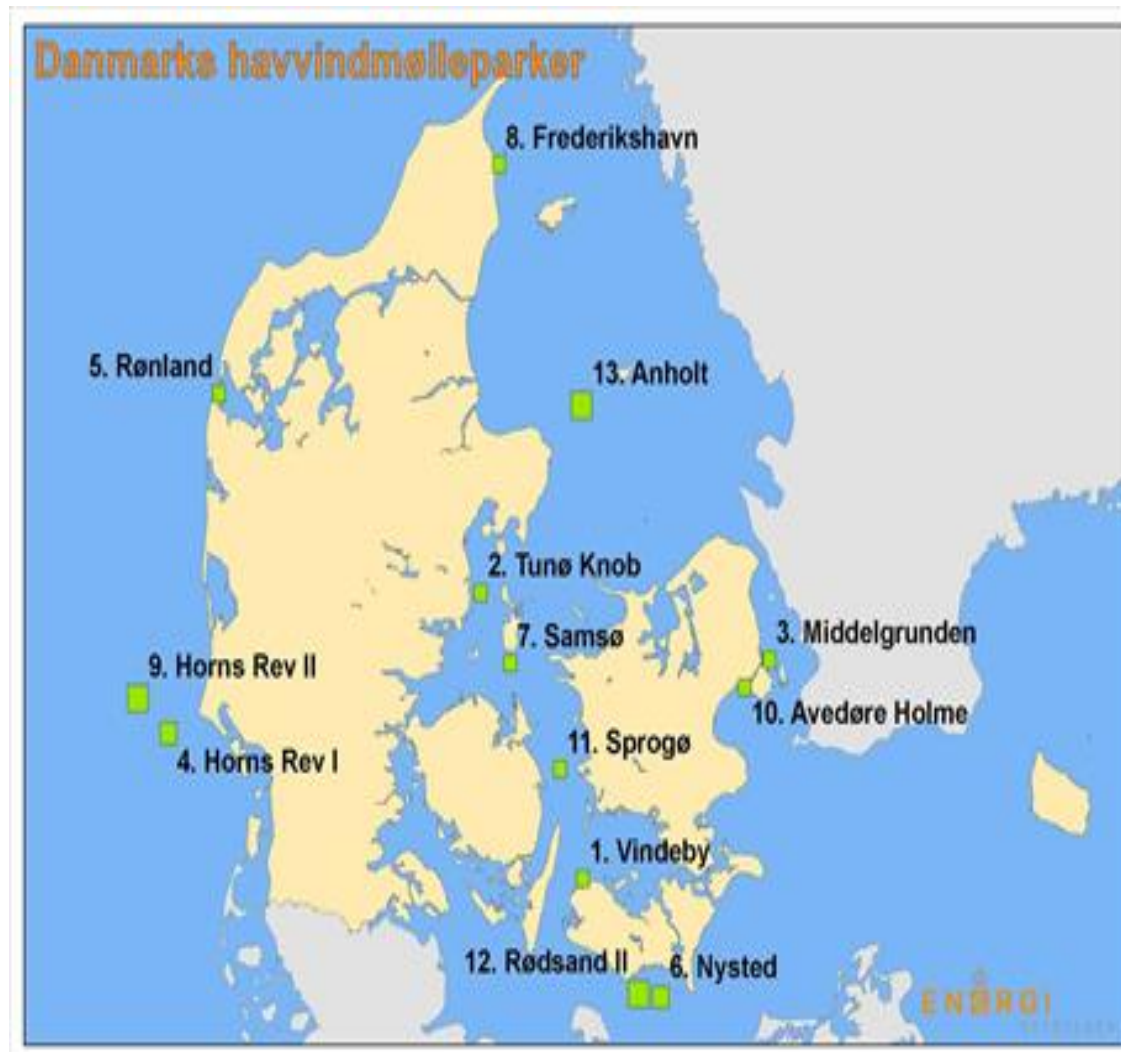 Danmarks havvindmølleparker
8. Frederikshavn
5. Rønland
13. Anholt
2. Tunø Knob
7. Samsø
3. Middelgrunden
9. Horns Rev II
10. Avedøre Holme
11. Sprogø
4. Horns Rev I
1. Vindeby
12. Rødsand II
6. Nysted